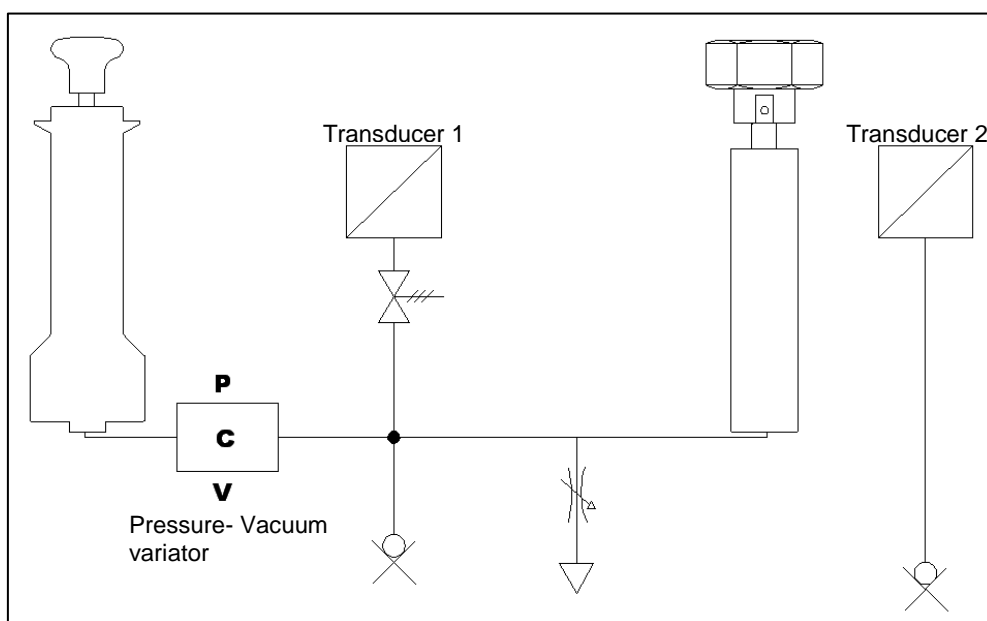 Transducer 1
Transducer 2
P
C
V
Pressure- Vacuum
variator